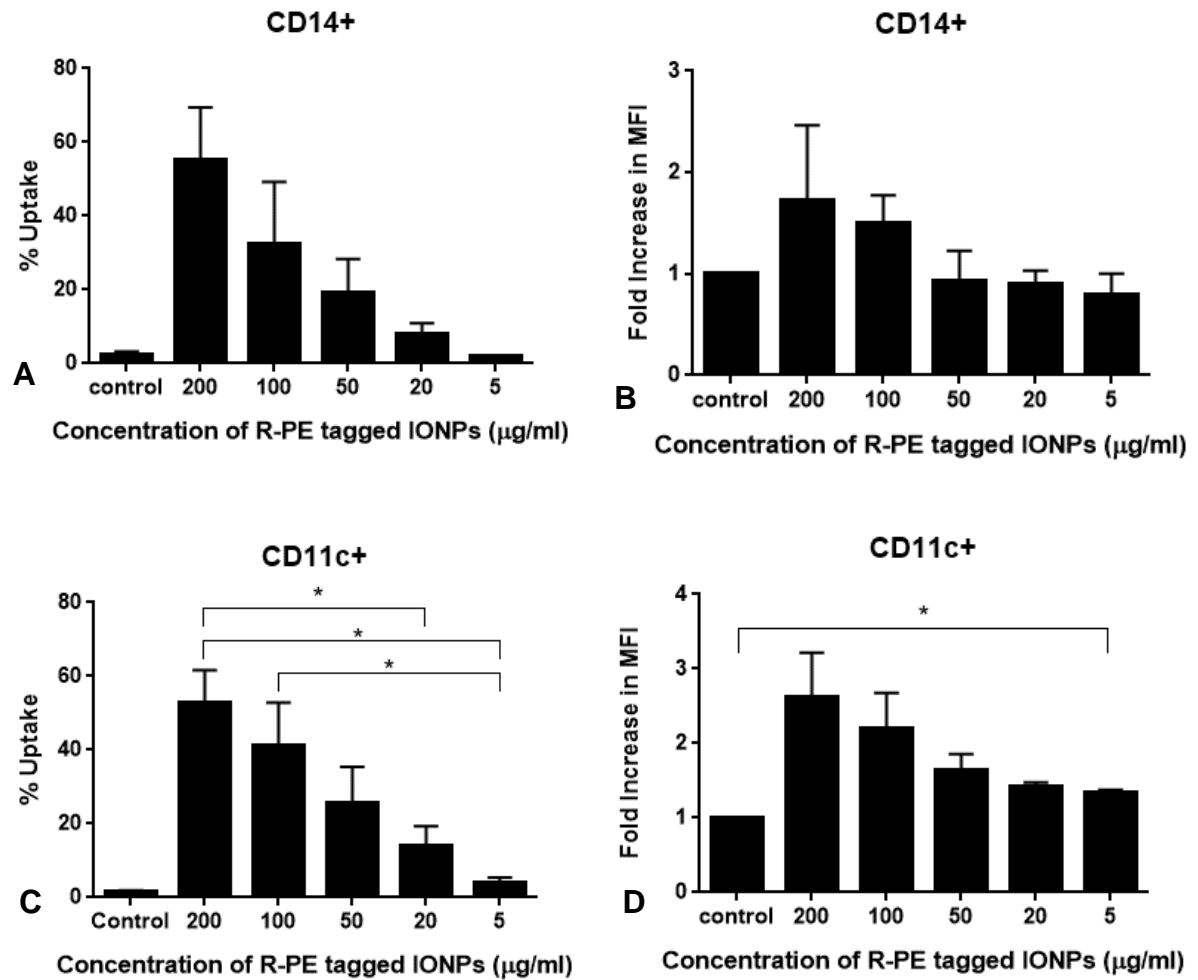 CD14+
80
60
40
20
0
% Uptake
control 200 100 50 20 5
A
Concentration of R-PE tagged IONPs (μg/ml)
CD14+
3
2
1
0
Fold Increase in MFI
control 200 100 50 20 5
B
Concentration of R-PE tagged IONPs (μg/ml)
CD11c+
80
60
40
20
0
% Uptake
*
*
*
Control 200 100 50 20 5
C
Concentration of R-PE tagged IONPs (μg/ml)
CD11c+
4
3
2
1
0
Fold Increase in MFI
*
control 200 100 50 20 5
D
Concentration of R-PE tagged IONPs (μg/ml)